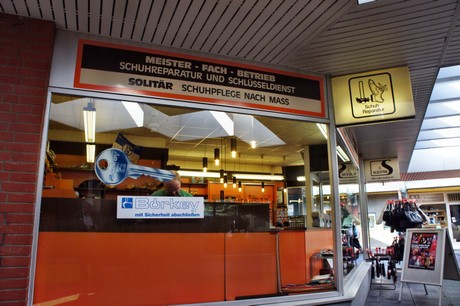 MEISTER - FACH - BETRIEB
SCHUHREPARATUR UND SCHLÜSSELDIENST
SOLITÄR SCHUHPFLEGE NACH MASS
Schuh
Reparatur
Börkey
mit Sicherheit abschließen